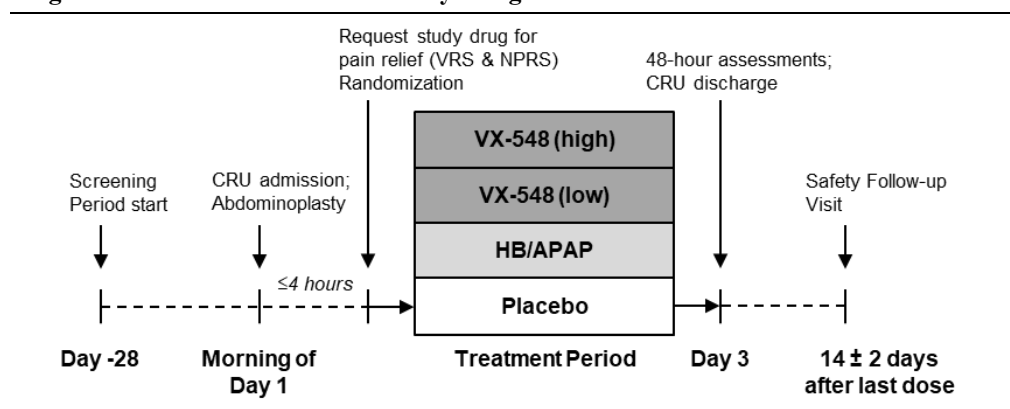 Request study drug for
pain relief (VRS & NPRS)
Randomization
48-hour assessments;
CRU discharge
VX-548 (high)
Screening
Period start
CRU admission;
Abdominoplasty
VX-548 (low)
Safety Follow-up
Visit
HB/APAP
≤4 hours
Placebo
Day -28
Morning of
Day 1
Treatment Period
Day 3
14 ± 2 days
after last dose